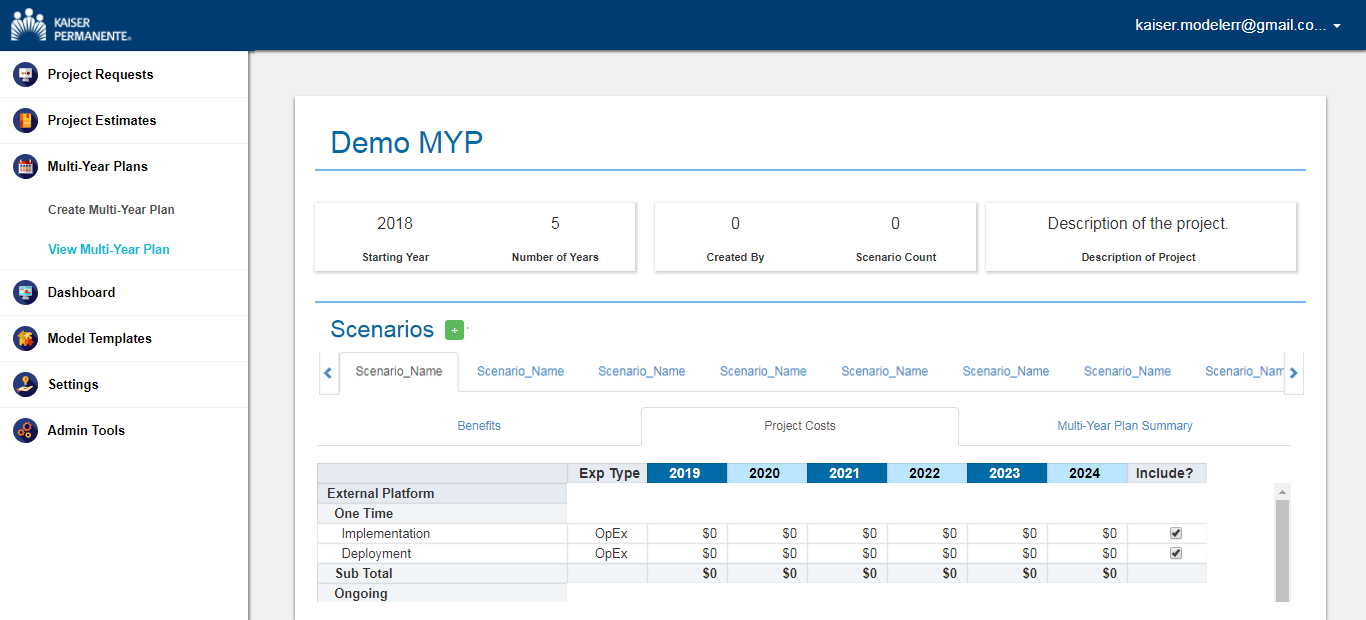 KAISER
PERMANENTE®
kaiser.modelerr@gmail.co...
Project Requests
Project Estimates
Multi-Year Plans
Create Multi-Year Plan
View Multi-Year Plan
Dashboard
Model Templates
Settings
Admin Tools
Demo MYP
2018 5 0 0 Description of the project.
Starting Year Number of Years Created By Scenario Count Description of Project
Scenarios +
Scenario_Name Scenario_Name Scenario_Name Scenario_Name Scenario_Name Scenario_Name Scenario_Name Scenario_Nam
Benefits Project Costs Multi-Year Plan Summary
Exp Type 2019 2020 2021 2022 2023 2024 Include?
External Platform
One Time
Implementation OpEx $0 $0 $0 $0 $0 $0
Deployment OpEx $0 $0 $0 $0 $0 $0
Sub Total $0 $0 $0 $0 $0 $0
Ongoing